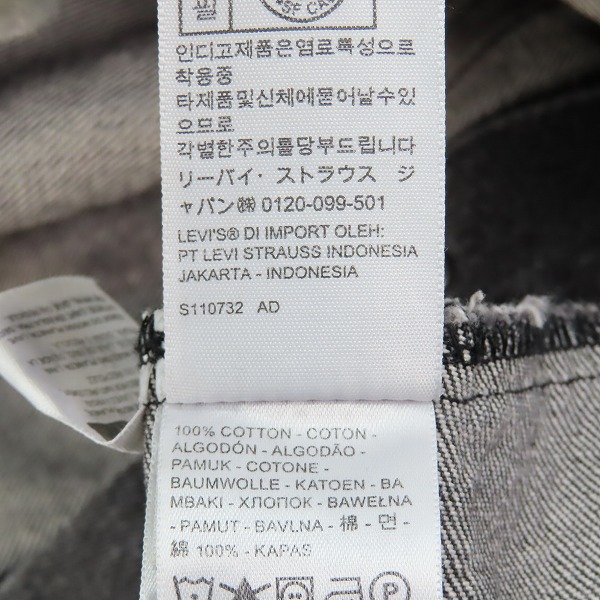 필
SF CA
인디고제품은염료특성으로
착용중
타제품및신체에묻어날수있
으므로
각별한주의를당부드립니다
リーバイ・ストラウス ジ
ャパン㈱ 0120-099-501
LEVI'S® DI IMPORT OLEH:
PT LEVI STRAUSS INDONESIA
JAKARTA - INDONESIA
S110732 AD
100% COTTON - COTON -
ALGODÓN - ALGODÃO -
PAMUK - COTONE -
BAUMWOLLE - KATOEN - BA
MBAKI - ХЛОПОК - BAWEŁNA
- PAMUT - BAVLNA - 棉 - 면 -
綿 100% - KAPAS